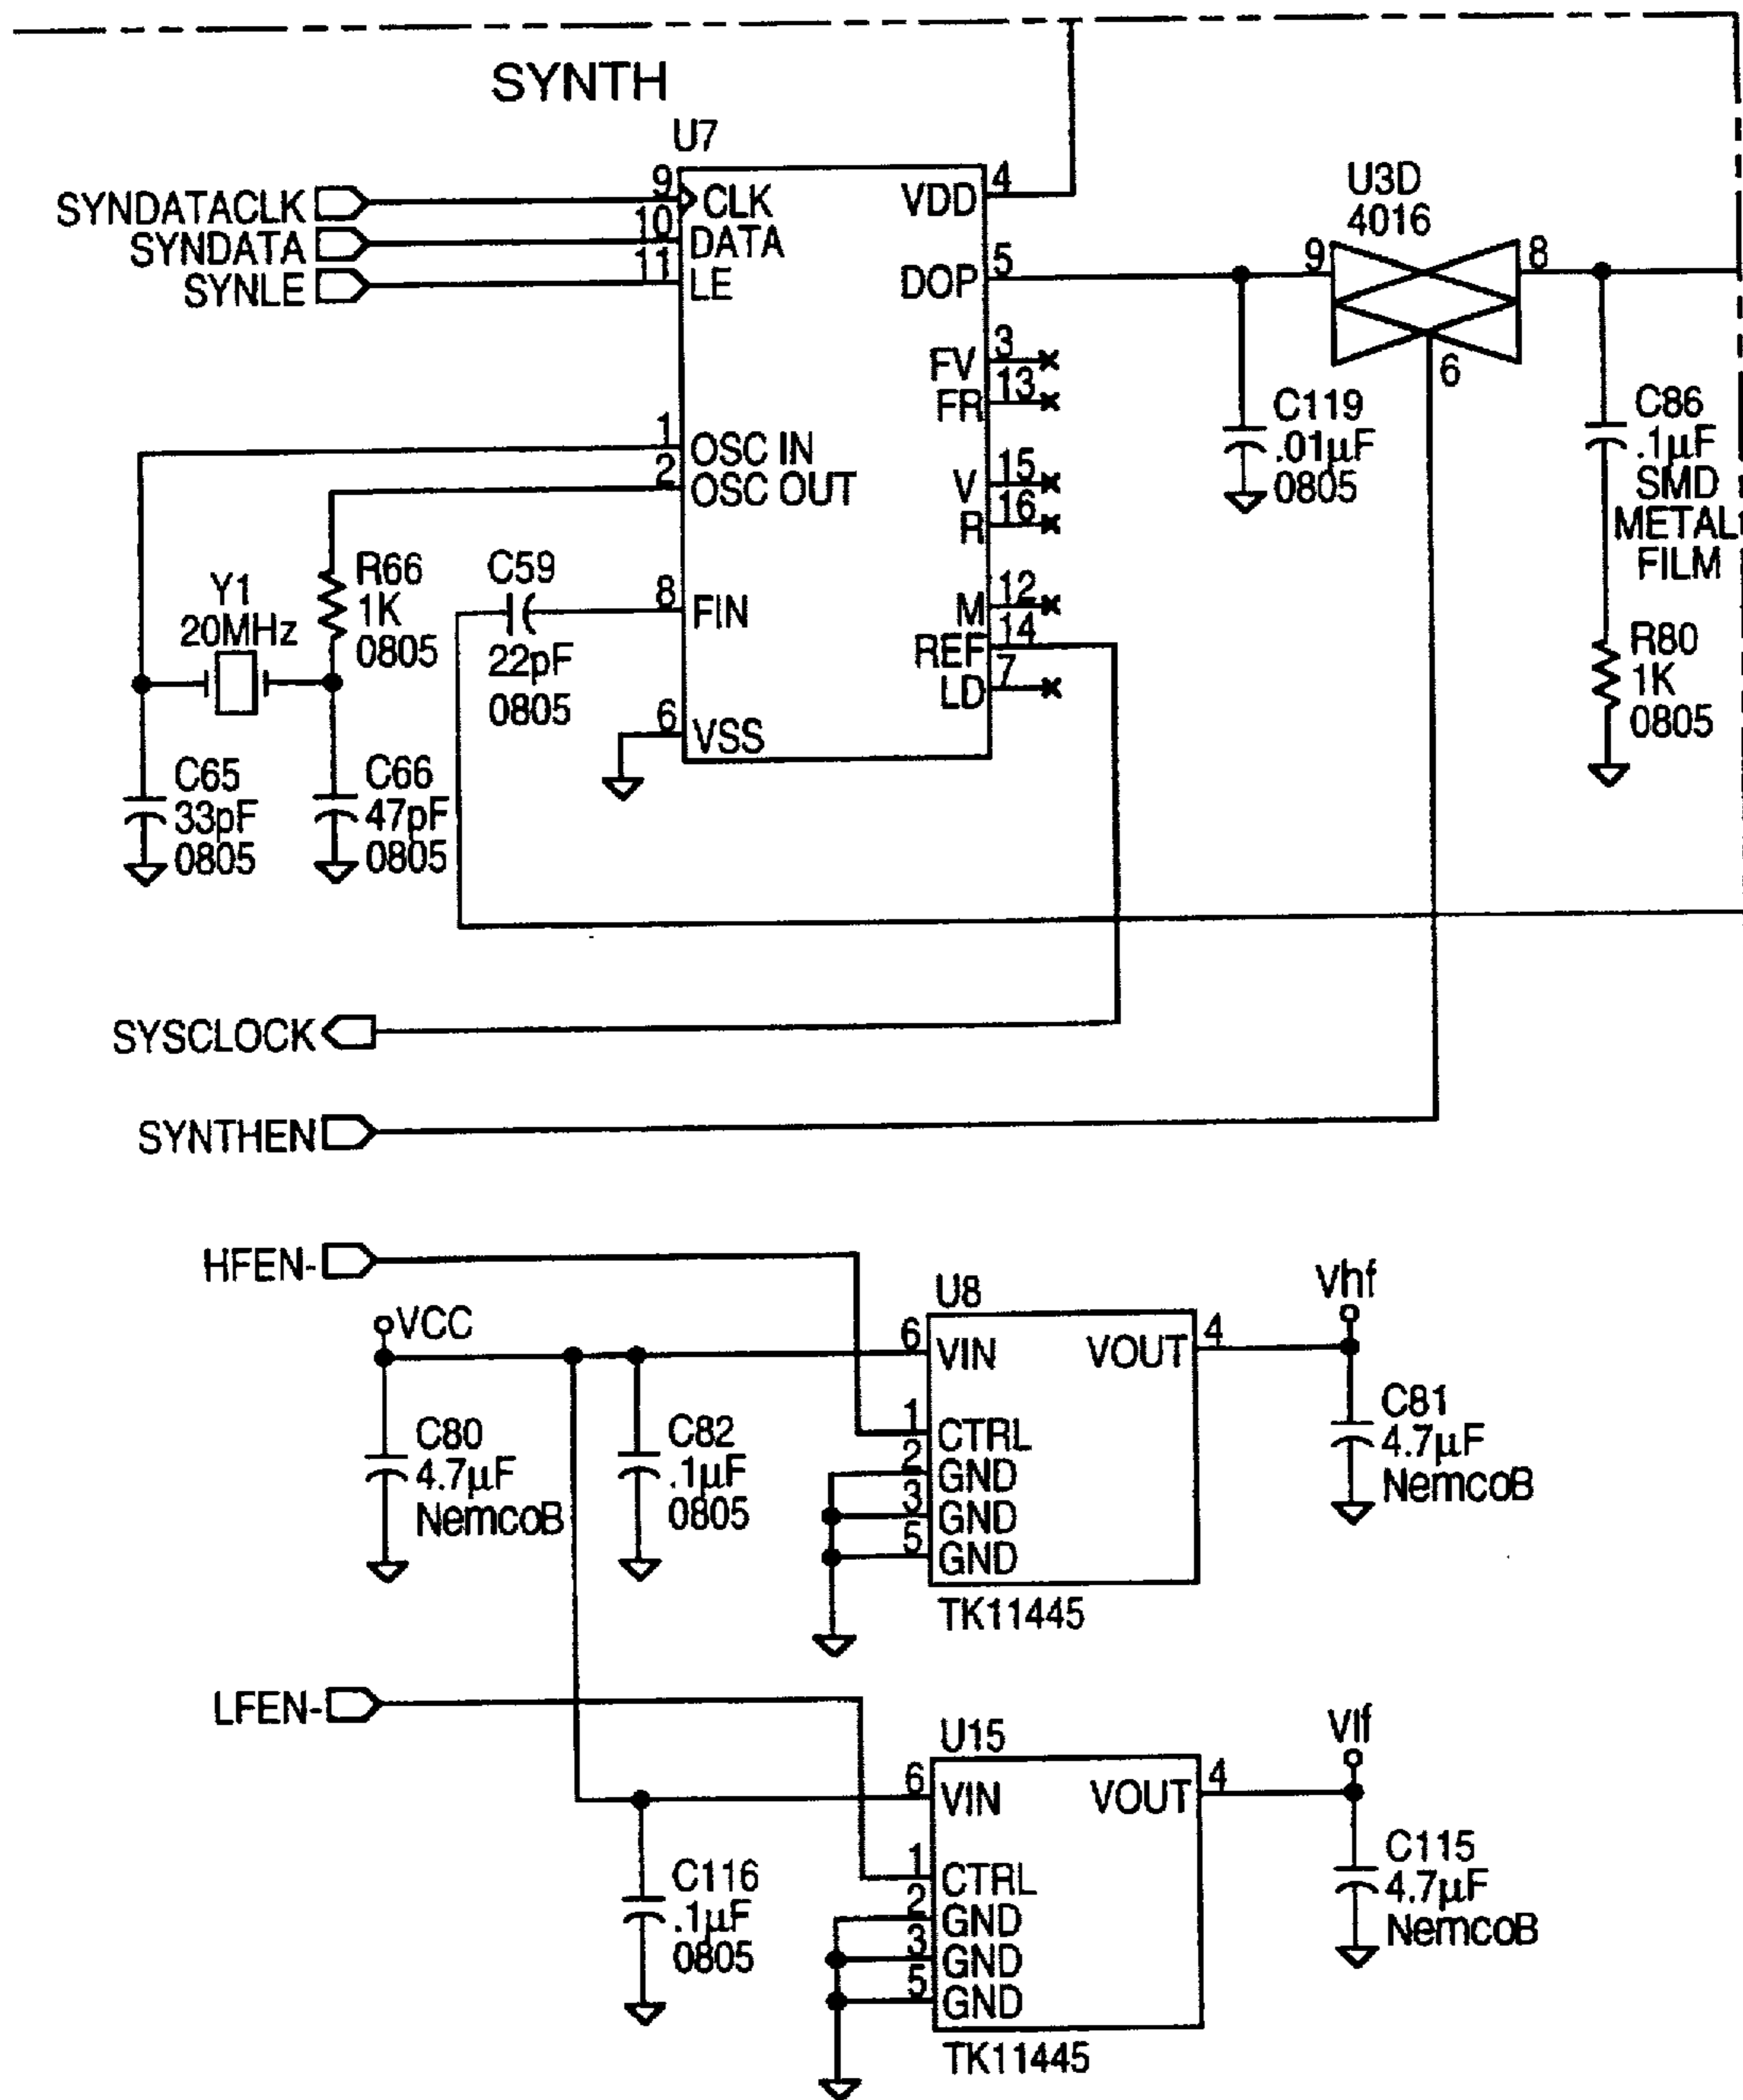 SYNTH
U7
SYNDATACLK
9
CLK
SYNDATA
10
DATA
SYNLE
11
LE
VDD
4
DOP
5
FV
3
FR
13
V
15
R
16
M
12
REF
14
LD
7
1
OSC IN
2
OSC OUT
8
FIN
6
VSS
U3D
4016
9
8
6
C119
.01µF
0805
C86
.1µF
SMD
METAL
FILM
R80
1K
0805
Y1
20MHz
R66
1K
0805
C59
22pF
0805
C65
33pF
0805
C66
47pF
0805
SYSCLOCK
SYNTHEN
HFEN-
VCC
U8
6
VIN
VOUT
4
Vhf
1
CTRL
2
GND
3
GND
5
GND
TK11445
C80
4.7µF
NemcoB
C82
.1µF
0805
C81
4.7µF
NemcoB
LFEN-
U15
6
VIN
VOUT
4
Vlf
1
CTRL
2
GND
3
GND
5
GND
TK11445
C116
.1µF
0805
C115
4.7µF
NemcoB